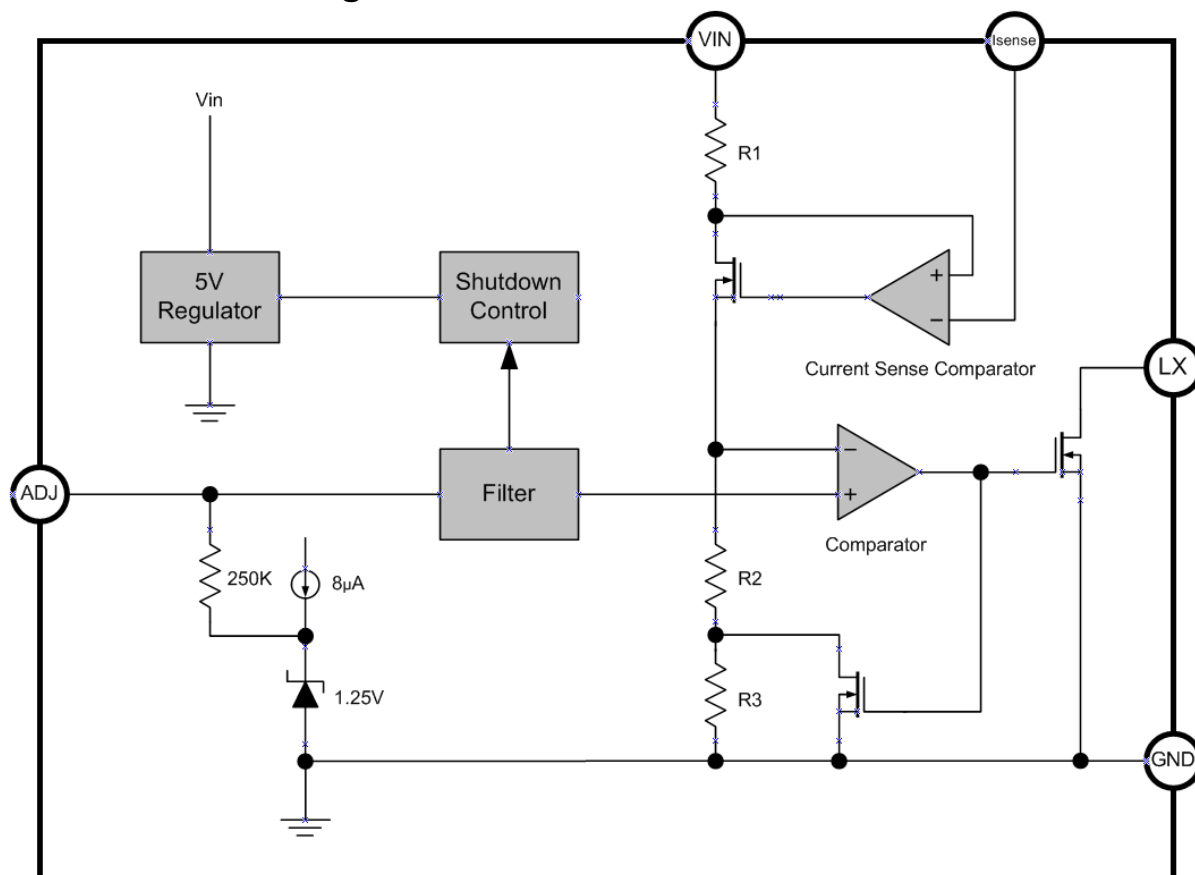 VIN
Isense
Vin
R1
5V
Regulator
Shutdown
Control
+
−
Current Sense Comparator
LX
ADJ
Filter
−
+
Comparator
250K
8µA
R2
1.25V
R3
GND